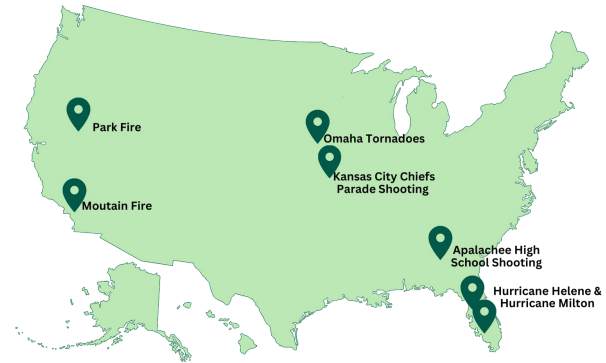 Park Fire
Omaha Tornadoes
Kansas City Chiefs
Parade Shooting
Moutain Fire
Apalachee High
School Shooting
Hurricane Helene &
Hurricane Milton